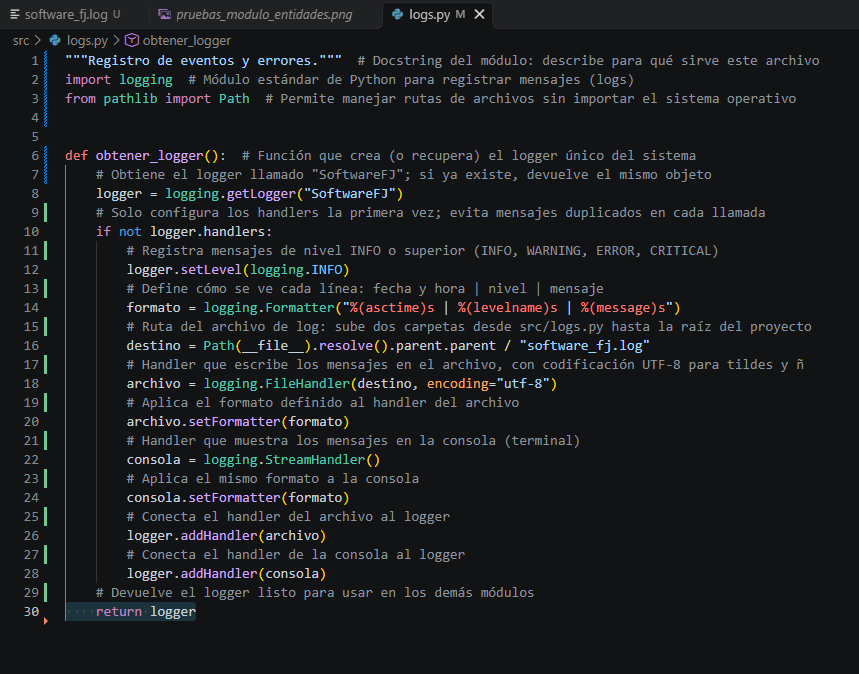 software_fj.log U pruebas_modulo_entidades.png logs.py M
src > logs.py > obtener_logger
1 """Registro de eventos y errores."""  # Docstring del módulo: describe para qué sirve este archivo
2 import logging  # Módulo estándar de Python para registrar mensajes (logs)
3 from pathlib import Path  # Permite manejar rutas de archivos sin importar el sistema operativo
4
5
6 def obtener_logger():  # Función que crea (o recupera) el logger único del sistema
7     # Obtiene el logger llamado "SoftwareFJ"; si ya existe, devuelve el mismo objeto
8     logger = logging.getLogger("SoftwareFJ")
9     # Solo configura los handlers la primera vez; evita mensajes duplicados en cada llamada
10     if not logger.handlers:
11         # Registra mensajes de nivel INFO o superior (INFO, WARNING, ERROR, CRITICAL)
12         logger.setLevel(logging.INFO)
13         # Define cómo se ve cada línea: fecha y hora | nivel | mensaje
14         formato = logging.Formatter("%(asctime)s | %(levelname)s | %(message)s")
15         # Ruta del archivo de log: sube dos carpetas desde src/logs.py hasta la raíz del proyecto
16         destino = Path(__file__).resolve().parent.parent / "software_fj.log"
17         # Handler que escribe los mensajes en el archivo, con codificación UTF-8 para tildes y ñ
18         archivo = logging.FileHandler(destino, encoding="utf-8")
19         # Aplica el formato definido al handler del archivo
20         archivo.setFormatter(formato)
21         # Handler que muestra los mensajes en la consola (terminal)
22         consola = logging.StreamHandler()
23         # Aplica el mismo formato a la consola
24         consola.setFormatter(formato)
25         # Conecta el handler del archivo al logger
26         logger.addHandler(archivo)
27         # Conecta el handler de la consola al logger
28         logger.addHandler(consola)
29     # Devuelve el logger listo para usar en los demás módulos
30     return logger